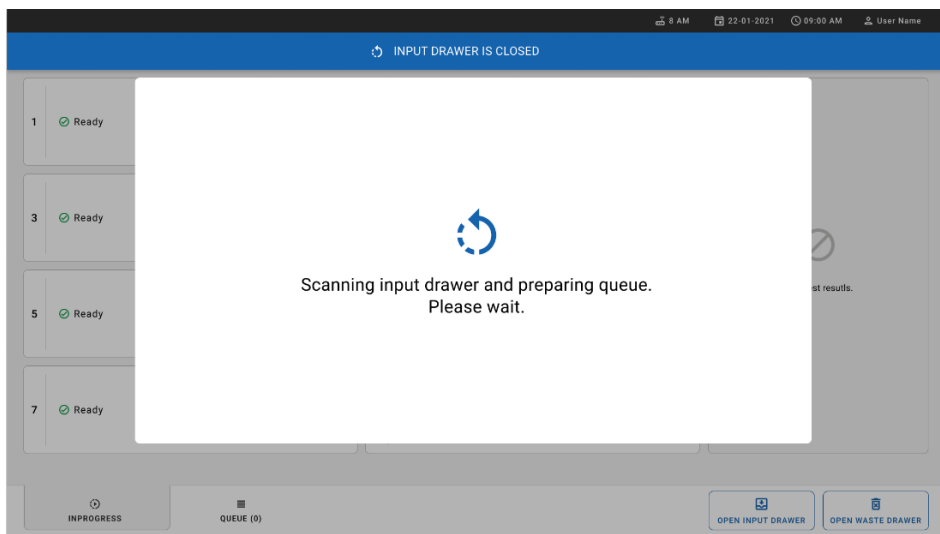 8 AM 22-01-2021 09:00 AM User Name
INPUT DRAWER IS CLOSED
1 Ready
3 Ready
5 Ready
7 Ready
Scanning input drawer and preparing queue.
Please wait.
st resutls.
INPROGRESS
QUEUE (0)
OPEN INPUT DRAWER
OPEN WASTE DRAWER